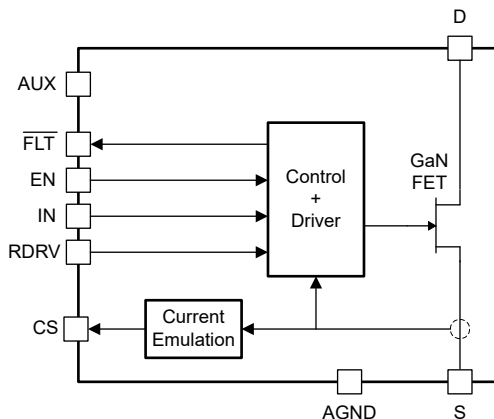 D
AUX
FLT
EN
IN
RDRV
CS
Control
+
Driver
GaN
FET
Current
Emulation
AGND
S